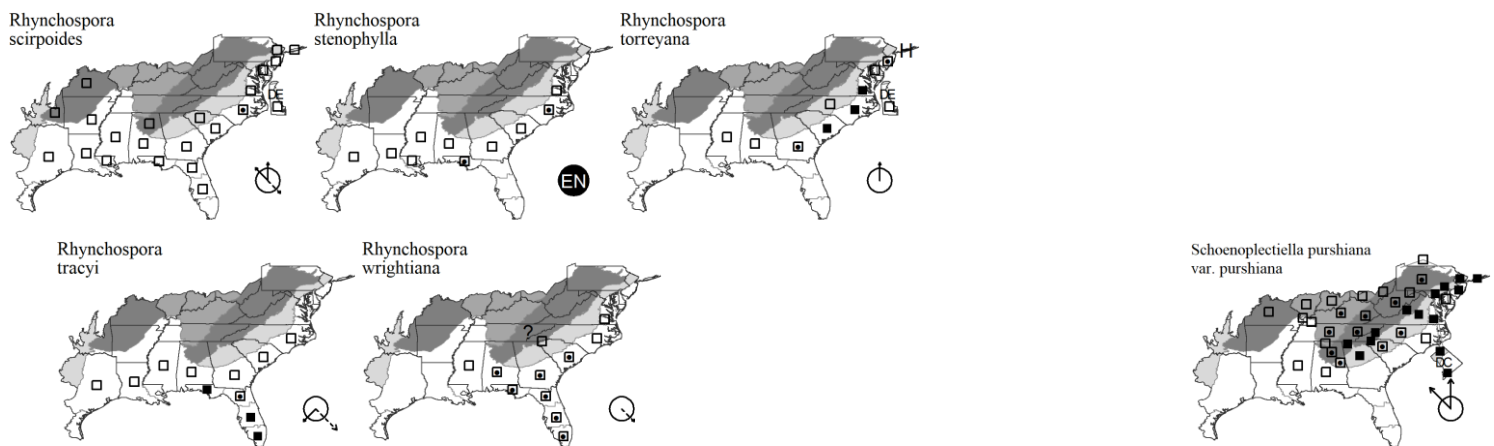 Rhynchospora
scirpoides
DE
Rhynchospora
stenophylla
EN
Rhynchospora
torreyana
H
DE
Rhynchospora
tracyi
Rhynchospora
wrightiana
?
Schoenoplectiella purshiana
var. purshiana
DC